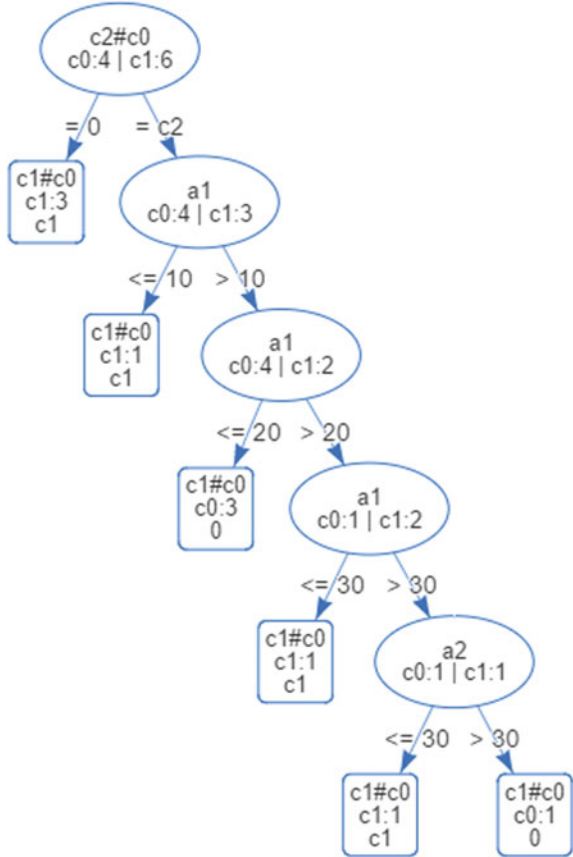 c2#c0
c0:4 | c1:6
= 0
= c2
c1#c0
c1:3
c1
a1
c0:4 | c1:3
<= 10
> 10
c1#c0
c1:1
c1
a1
c0:4 | c1:2
<= 20
> 20
c1#c0
c0:3
0
a1
c0:1 | c1:2
<= 30
> 30
c1#c0
c1:1
c1
a2
c0:1 | c1:1
<= 30
> 30
c1#c0
c1:1
c1
c1#c0
c0:1
0